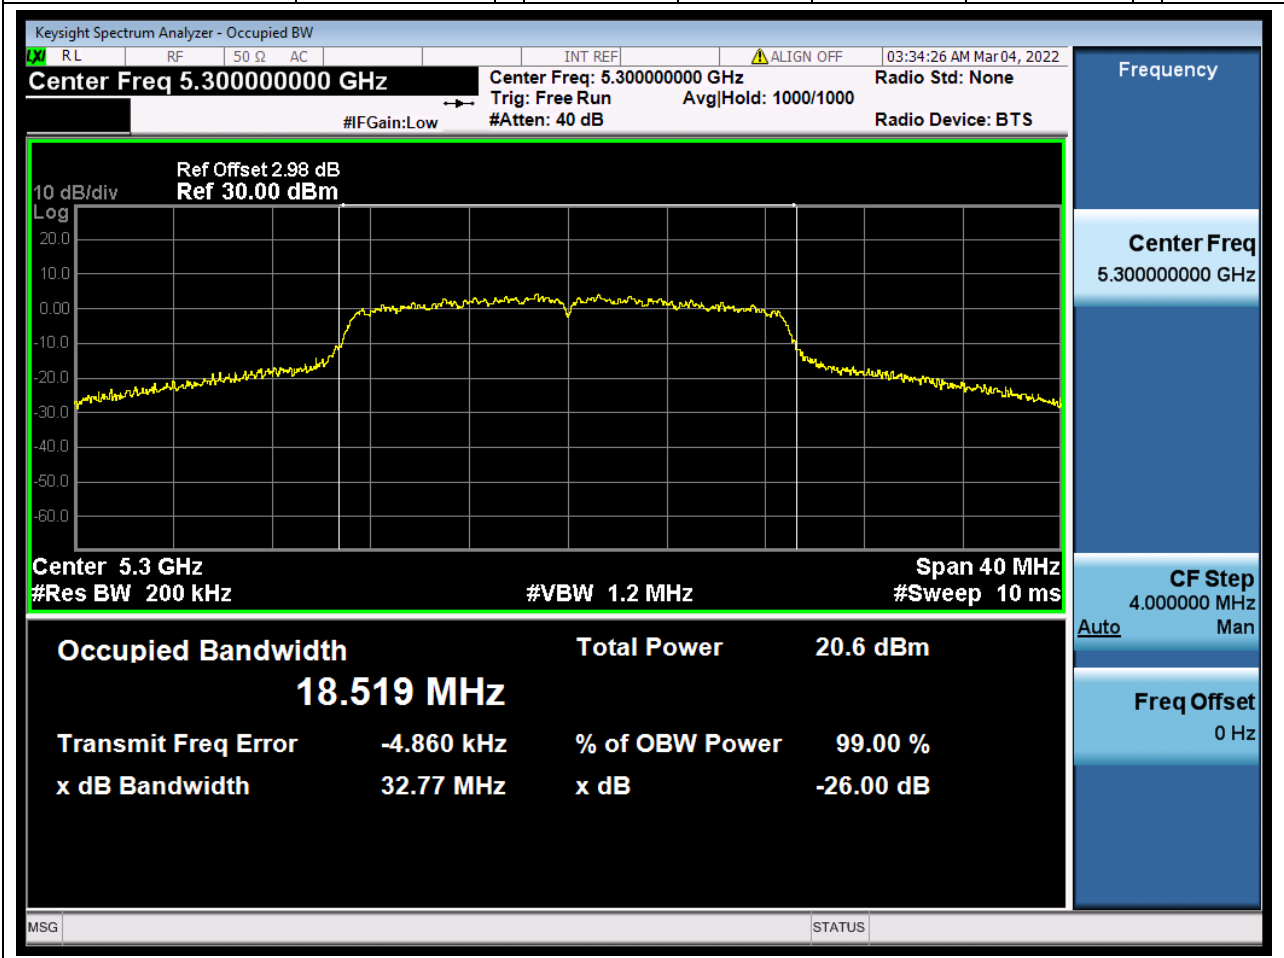 Keysight Spectrum Analyzer - Occupied BW
LXI RL RF 50 Ω AC INT REF ALIGN OFF 03:34:26 AM Mar 04, 2022
Center Freq 5.300000000 GHz
Center Freq: 5.300000000 GHz
Radio Std: None
Trig: Free Run Avg|Hold: 1000/1000
#IFGain:Low
#Atten: 40 dB
Radio Device: BTS
Ref Offset 2.98 dB
10 dB/div Ref 30.00 dBm
Log
20.0
10.0
0.00
-10.0
-20.0
-30.0
-40.0
-50.0
-60.0
Center 5.3 GHz Span 40 MHz
#Res BW 200 kHz #VBW 1.2 MHz #Sweep 10 ms
Occupied Bandwidth Total Power 20.6 dBm
18.519 MHz
Transmit Freq Error -4.860 kHz % of OBW Power 99.00 %
x dB Bandwidth 32.77 MHz x dB -26.00 dB
Frequency
Center Freq
5.300000000 GHz
CF Step
4.000000 MHz
Auto Man
Freq Offset
0 Hz
MSG STATUS